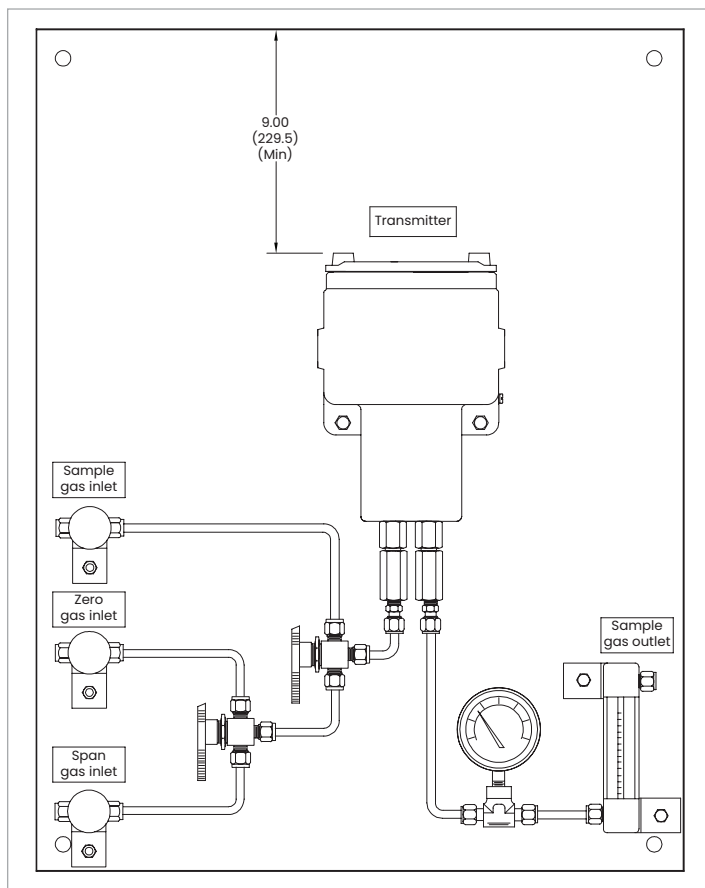 9.00
(229.5)
(Min)
Transmitter
Sample
gas inlet
Zero
gas inlet
Sample
gas outlet
Span
gas inlet